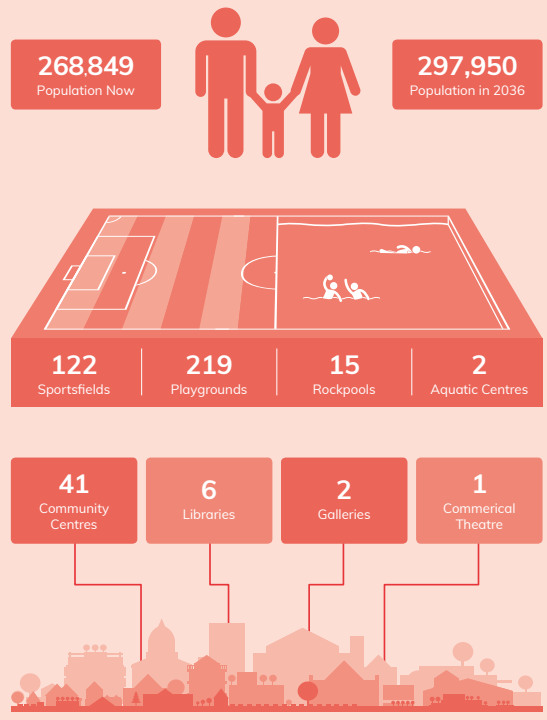 268,849
Population Now
297,950
Population in 2036
122
Sportsfields
219
Playgrounds
15
Rockpools
2
Aquatic Centres
41
Community
Centres
6
Libraries
2
Galleries
1
Commerical
Theatre